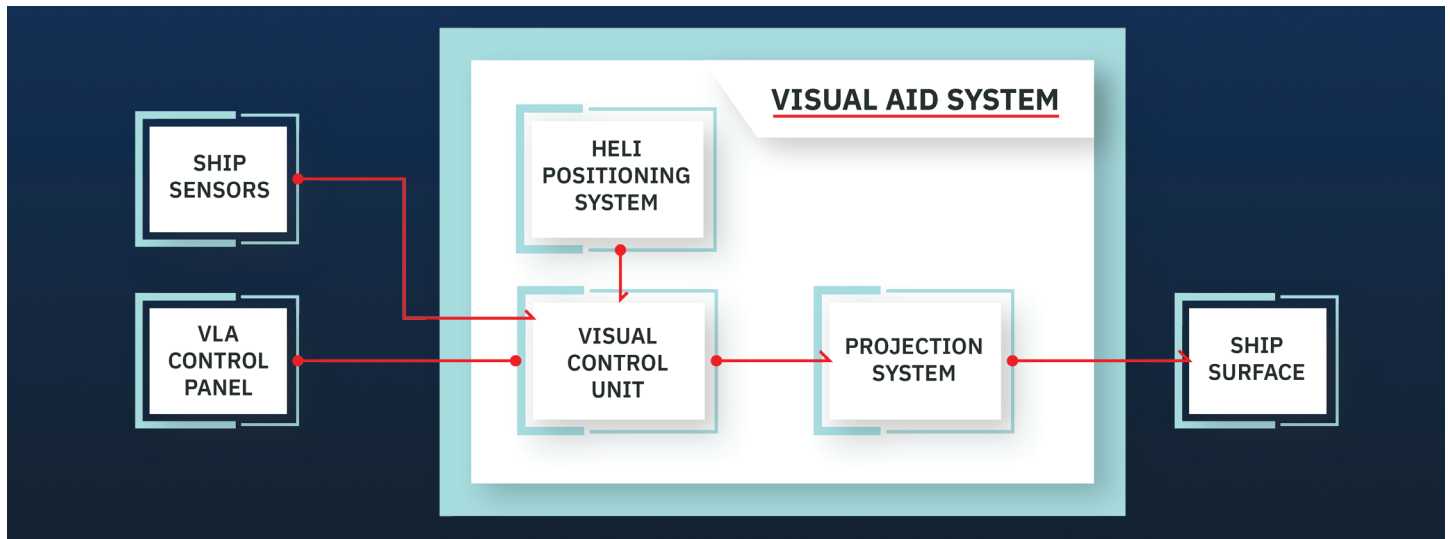 VISUAL AID SYSTEM
SHIP
SENSORS
HELI
POSITIONING
SYSTEM
VLA
CONTROL
PANEL
VISUAL
CONTROL
UNIT
PROJECTION
SYSTEM
SHIP
SURFACE